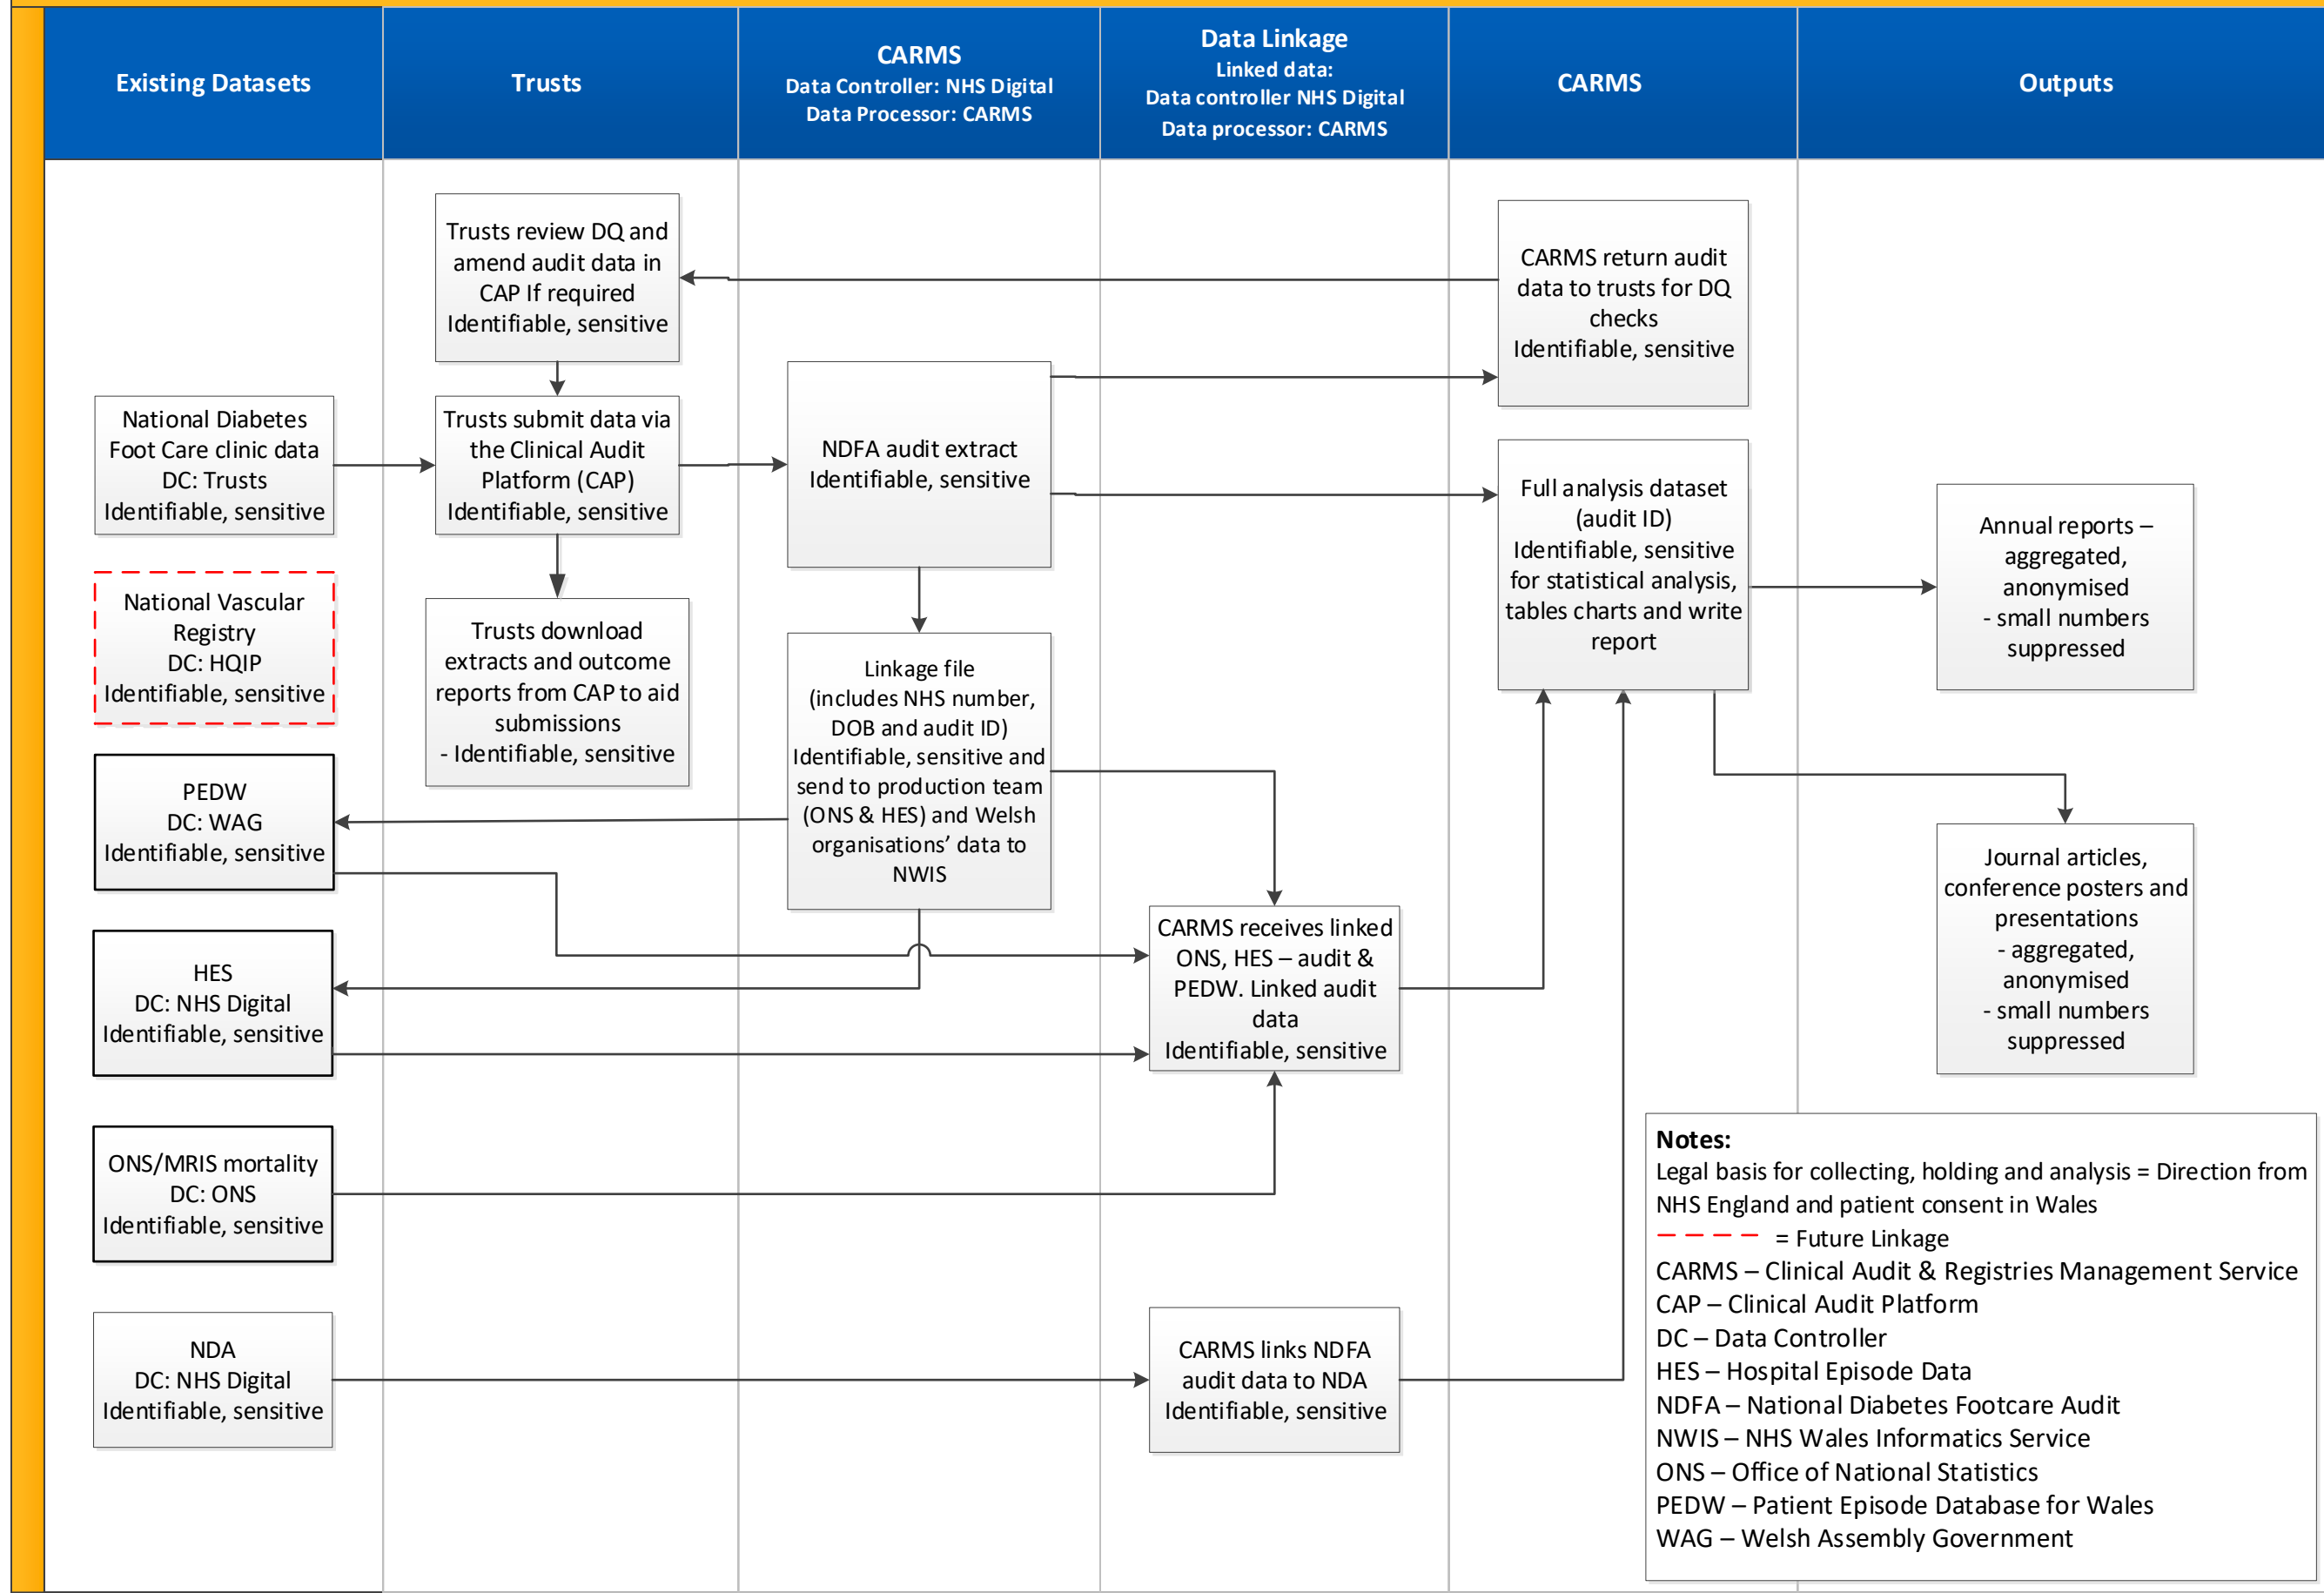 Existing Datasets
Trusts
CARMS
Data Controller: NHS Digital
Data Processor: CARMS
Data Linkage
Linked data:
Data controller NHS Digital
Data processor: CARMS
CARMS
Outputs
Trusts review DQ and
amend audit data in
CAP If required
Identifiable, sensitive
CARMS return audit
data to trusts for DQ
checks
Identifiable, sensitive
National Diabetes
Foot Care clinic data
DC: Trusts
Identifiable, sensitive
Trusts submit data via
the Clinical Audit
Platform (CAP)
Identifiable, sensitive
NDFA audit extract
Identifiable, sensitive
Full analysis dataset
(audit ID)
Identifiable, sensitive
for statistical analysis,
tables charts and write
report
Annual reports –
aggregated,
anonymised
- small numbers
suppressed
National Vascular
Registry
DC: HQIP
Identifiable, sensitive
Trusts download
extracts and outcome
reports from CAP to aid
submissions
- Identifiable, sensitive
Linkage file
(includes NHS number,
DOB and audit ID)
Identifiable, sensitive and
send to production team
(ONS & HES) and Welsh
organisations’ data to
NWIS
PEDW
DC: WAG
Identifiable, sensitive
Journal articles,
conference posters and
presentations
- aggregated,
anonymised
- small numbers
suppressed
HES
DC: NHS Digital
Identifiable, sensitive
CARMS receives linked
ONS, HES – audit &
PEDW. Linked audit
data
Identifiable, sensitive
ONS/MRIS mortality
DC: ONS
Identifiable, sensitive
NDA
DC: NHS Digital
Identifiable, sensitive
CARMS links NDFA
audit data to NDA
Identifiable, sensitive
Notes:
Legal basis for collecting, holding and analysis = Direction from
NHS England and patient consent in Wales
= Future Linkage
CARMS – Clinical Audit & Registries Management Service
CAP – Clinical Audit Platform
DC – Data Controller
HES – Hospital Episode Data
NDFA – National Diabetes Footcare Audit
NWIS – NHS Wales Informatics Service
ONS – Office of National Statistics
PEDW – Patient Episode Database for Wales
WAG – Welsh Assembly Government